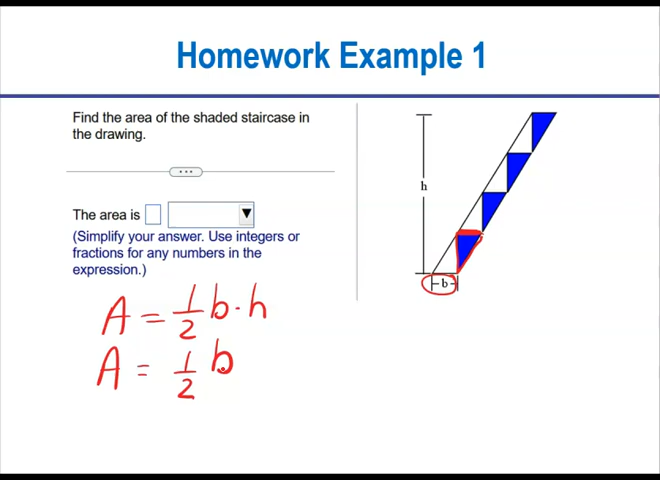 Homework Example 1
Find the area of the shaded staircase in
the drawing.
The area is
(Simplify your answer. Use integers or
fractions for any numbers in the
expression.)
A = 1/2 b · h
A = 1/2 b
h
b